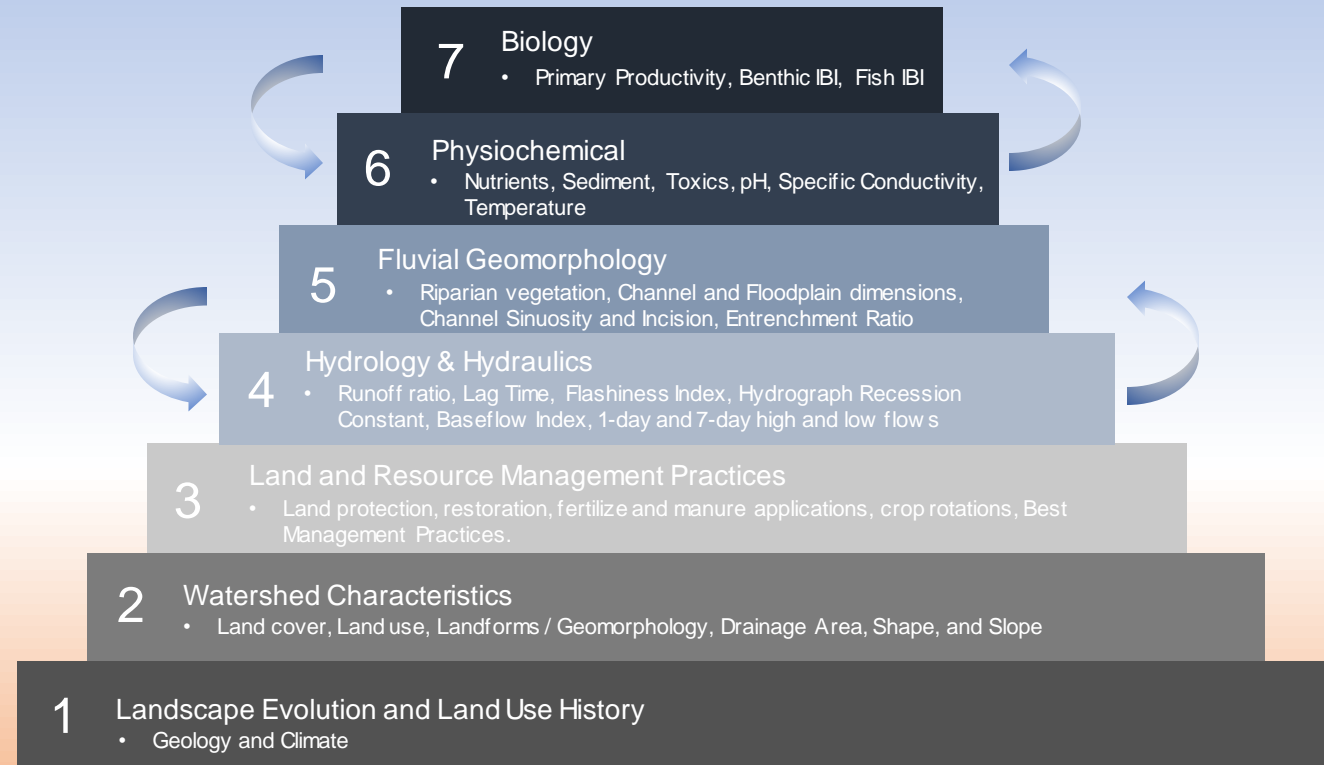 7
Biology
• Primary Productivity, Benthic IBI, Fish IBI
6
Physiochemical
• Nutrients, Sediment, Toxics, pH, Specific Conductivity,
Temperature
5
Fluvial Geomorphology
• Riparian vegetation, Channel and Floodplain dimensions,
Channel Sinuosity and Incision, Entrenchment Ratio
4
Hydrology & Hydraulics
• Runoff ratio, Lag Time, Flashiness Index, Hydrograph Recession
Constant, Baseflow Index, 1-day and 7-day high and low flows
3
Land and Resource Management Practices
• Land protection, restoration, fertilize and manure applications, crop rotations, Best
Management Practices.
2
Watershed Characteristics
• Land cover, Land use, Landforms / Geomorphology, Drainage Area, Shape, and Slope
1
Landscape Evolution and Land Use History
• Geology and Climate